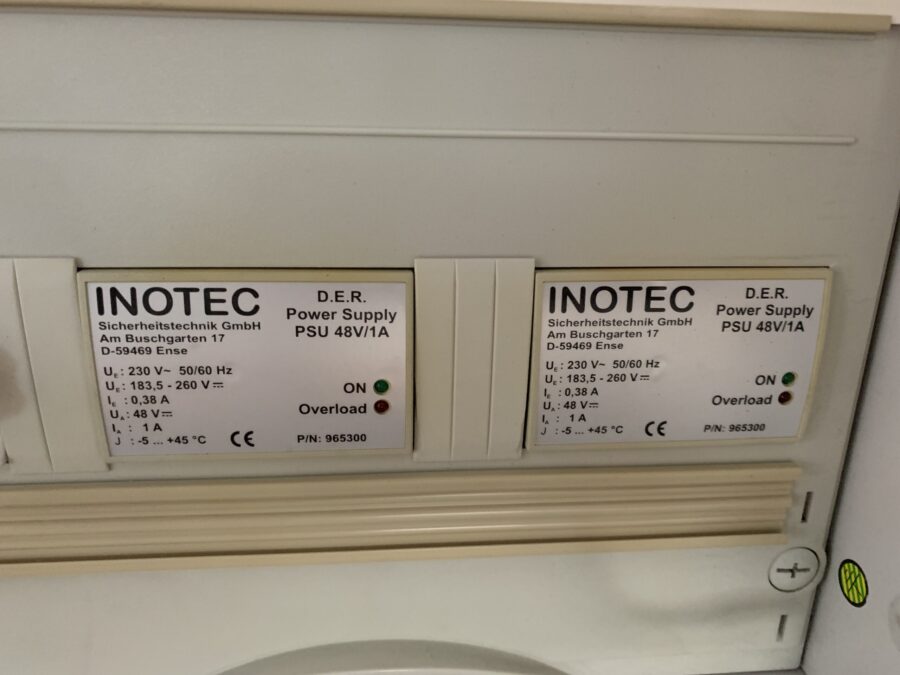 INOTEC
Sicherheitstechnik GmbH
Am Buschgarten 17
D-59469 Ense
D.E.R.
Power Supply
PSU 48V/1A
UE : 230 V~ 50/60 Hz
UE : 183,5 - 260 V⎓
IE : 0,38 A
UA : 48 V⎓
IA : 1 A
J : -5 ... +45 °C
CE
ON
Overload
P/N: 965300
INOTEC
Sicherheitstechnik GmbH
Am Buschgarten 17
D-59469 Ense
D.E.R.
Power Supply
PSU 48V/1A
UE : 230 V~ 50/60 Hz
UE : 183,5 - 260 V⎓
IE : 0,38 A
UA : 48 V⎓
IA : 1 A
J : -5 ... +45 °C
CE
ON
Overload
P/N: 965300